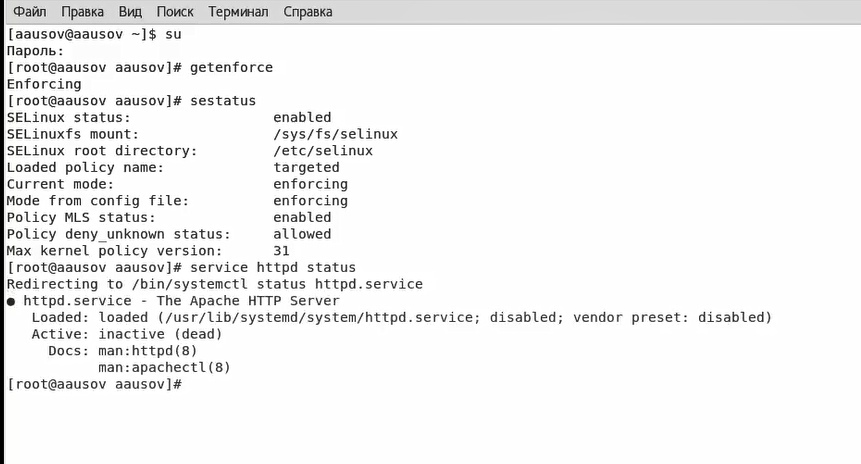 Файл Правка Вид Поиск Терминал Справка
[aausov@aausov ~]$ su
Пароль:
[root@aausov aausov]# getenforce
Enforcing
[root@aausov aausov]# sestatus
SELinux status:                 enabled
SELinuxfs mount:                /sys/fs/selinux
SELinux root directory:         /etc/selinux
Loaded policy name:             targeted
Current mode:                   enforcing
Mode from config file:          enforcing
Policy MLS status:              enabled
Policy deny_unknown status:     allowed
Max kernel policy version:      31
[root@aausov aausov]# service httpd status
Redirecting to /bin/systemctl status httpd.service
● httpd.service - The Apache HTTP Server
   Loaded: loaded (/usr/lib/systemd/system/httpd.service; disabled; vendor preset: disabled)
   Active: inactive (dead)
     Docs: man:httpd(8)
           man:apachectl(8)
[root@aausov aausov]#